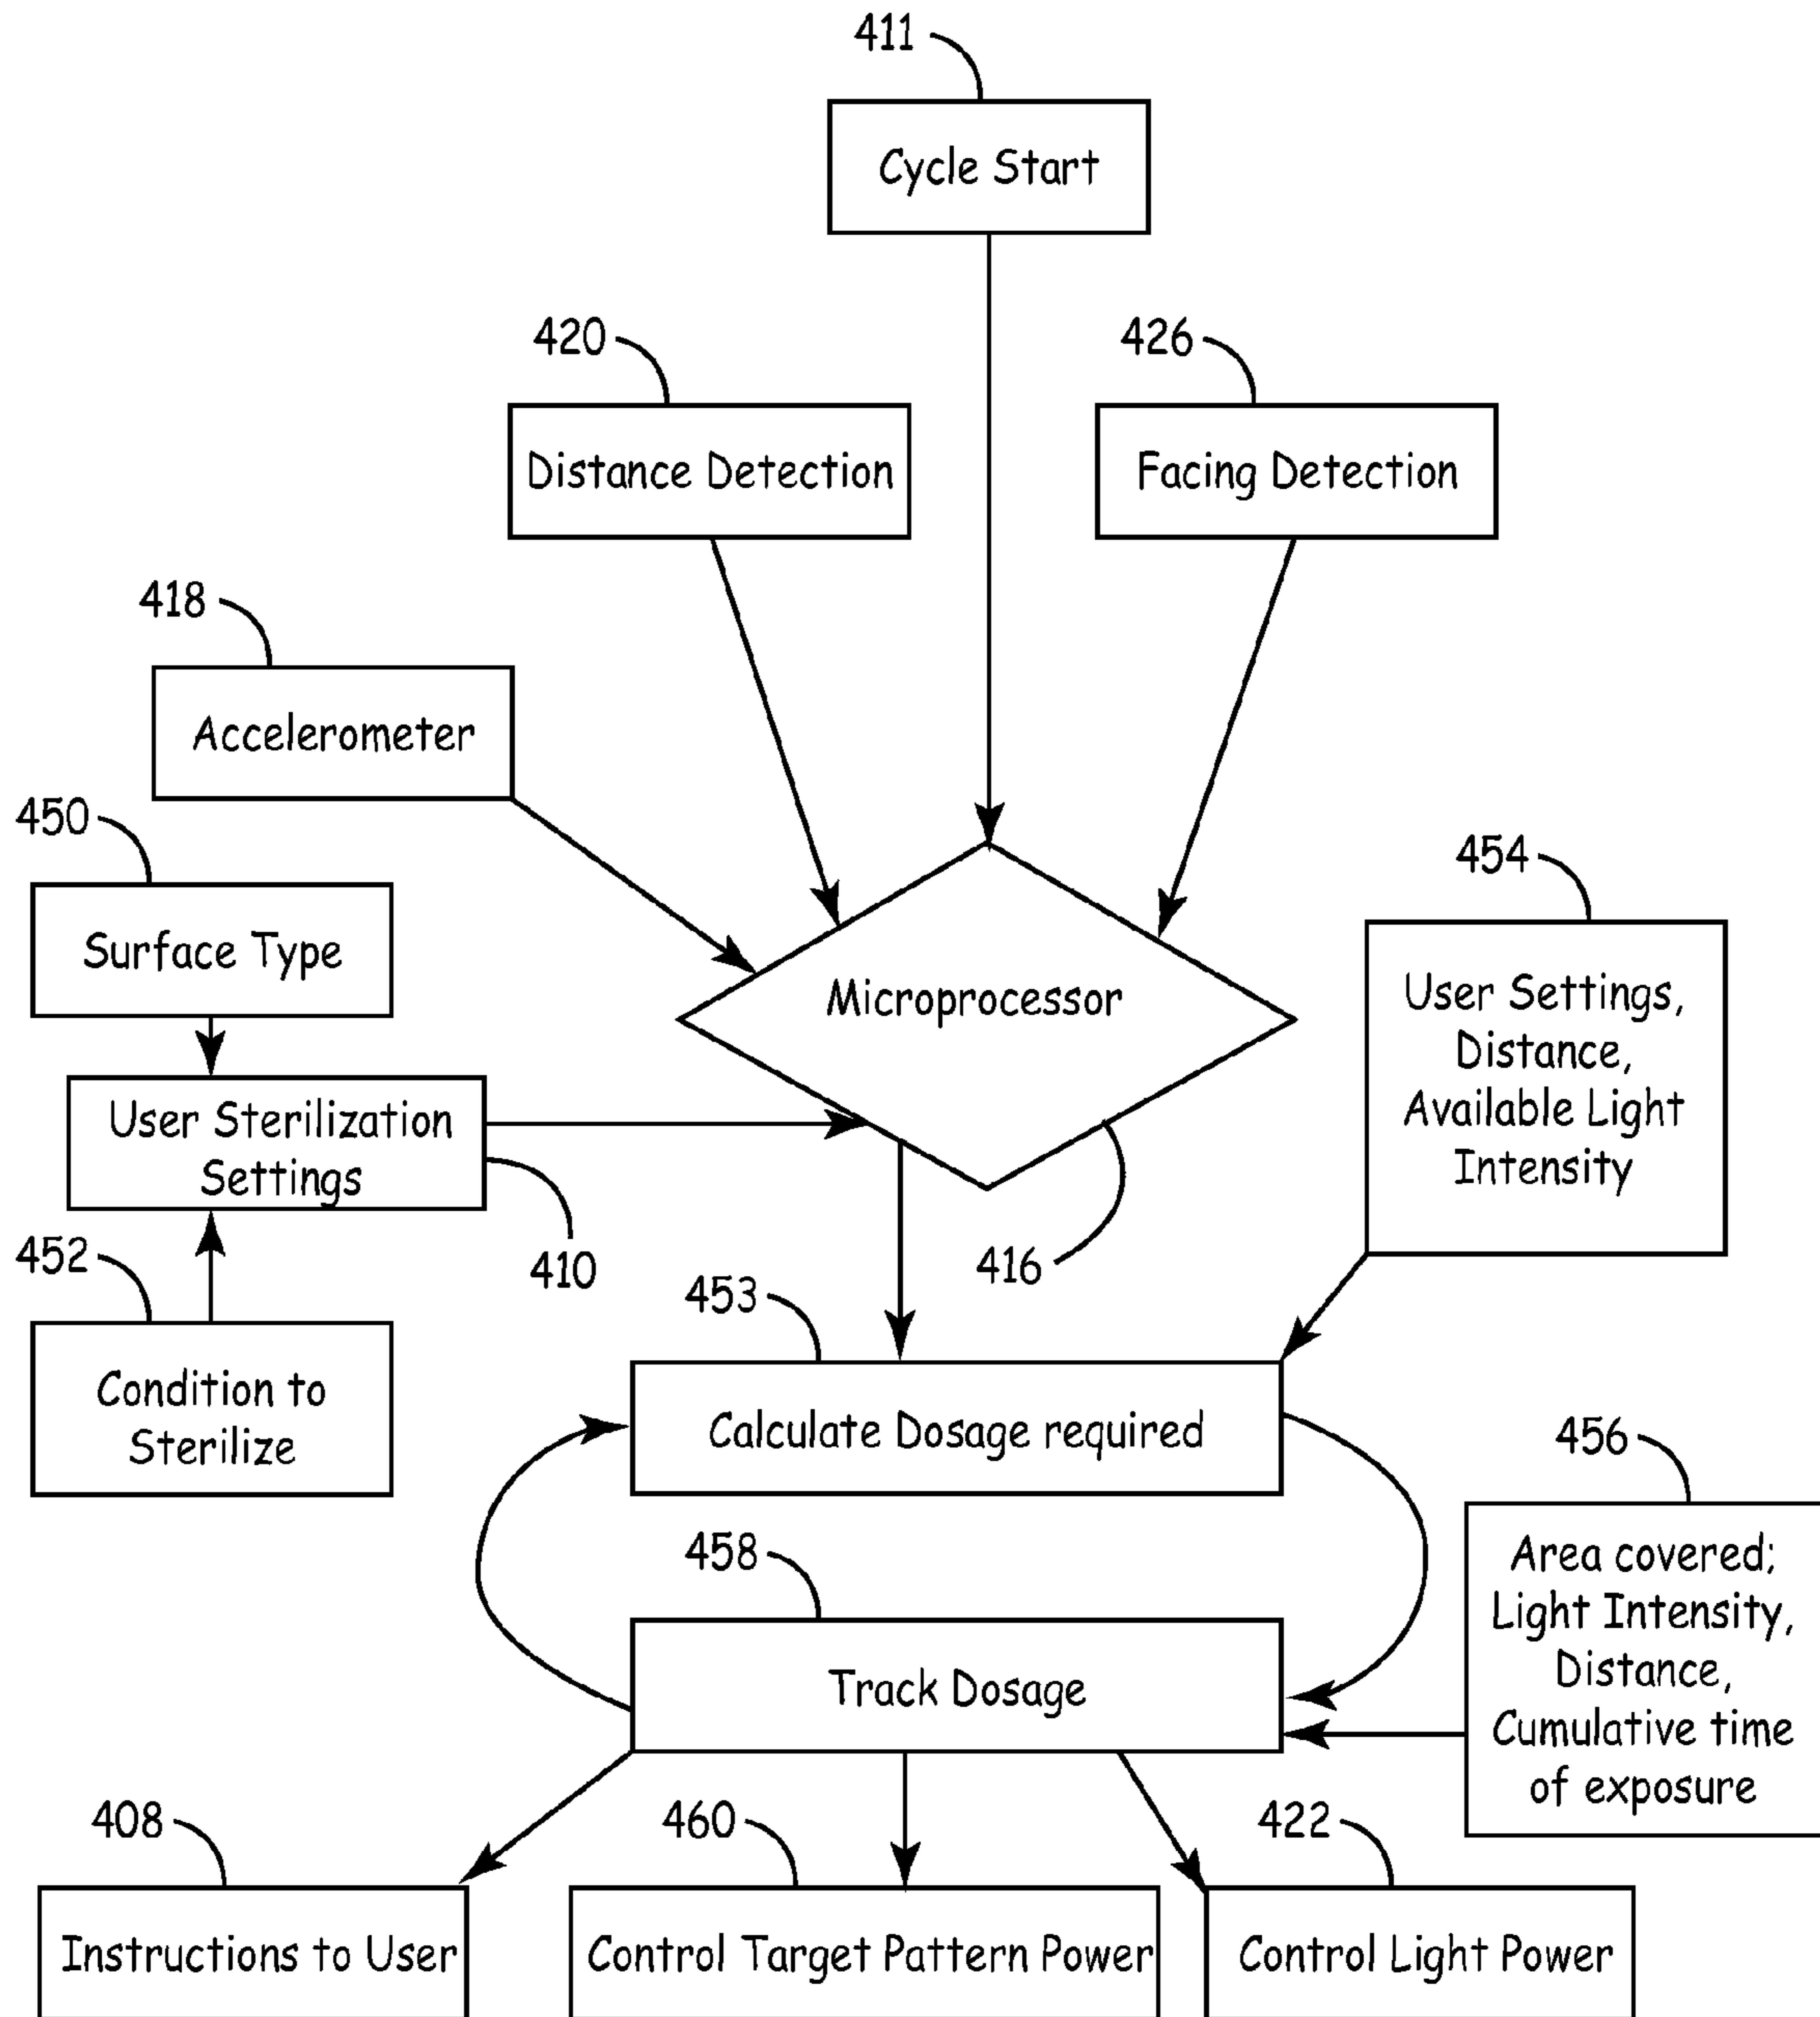 411
Cycle Start
420
426
Distance Detection
Facing Detection
418
Accelerometer
450
Surface Type
454
Microprocessor
User Settings,
Distance,
Available Light
Intensity
User Sterilization
Settings
452
410
416
453
Condition to
Sterilize
Calculate Dosage required
456
458
Area covered;
Light Intensity,
Distance,
Cumulative time
of exposure
Track Dosage
408
460
422
Instructions to User
Control Target Pattern Power
Control Light Power